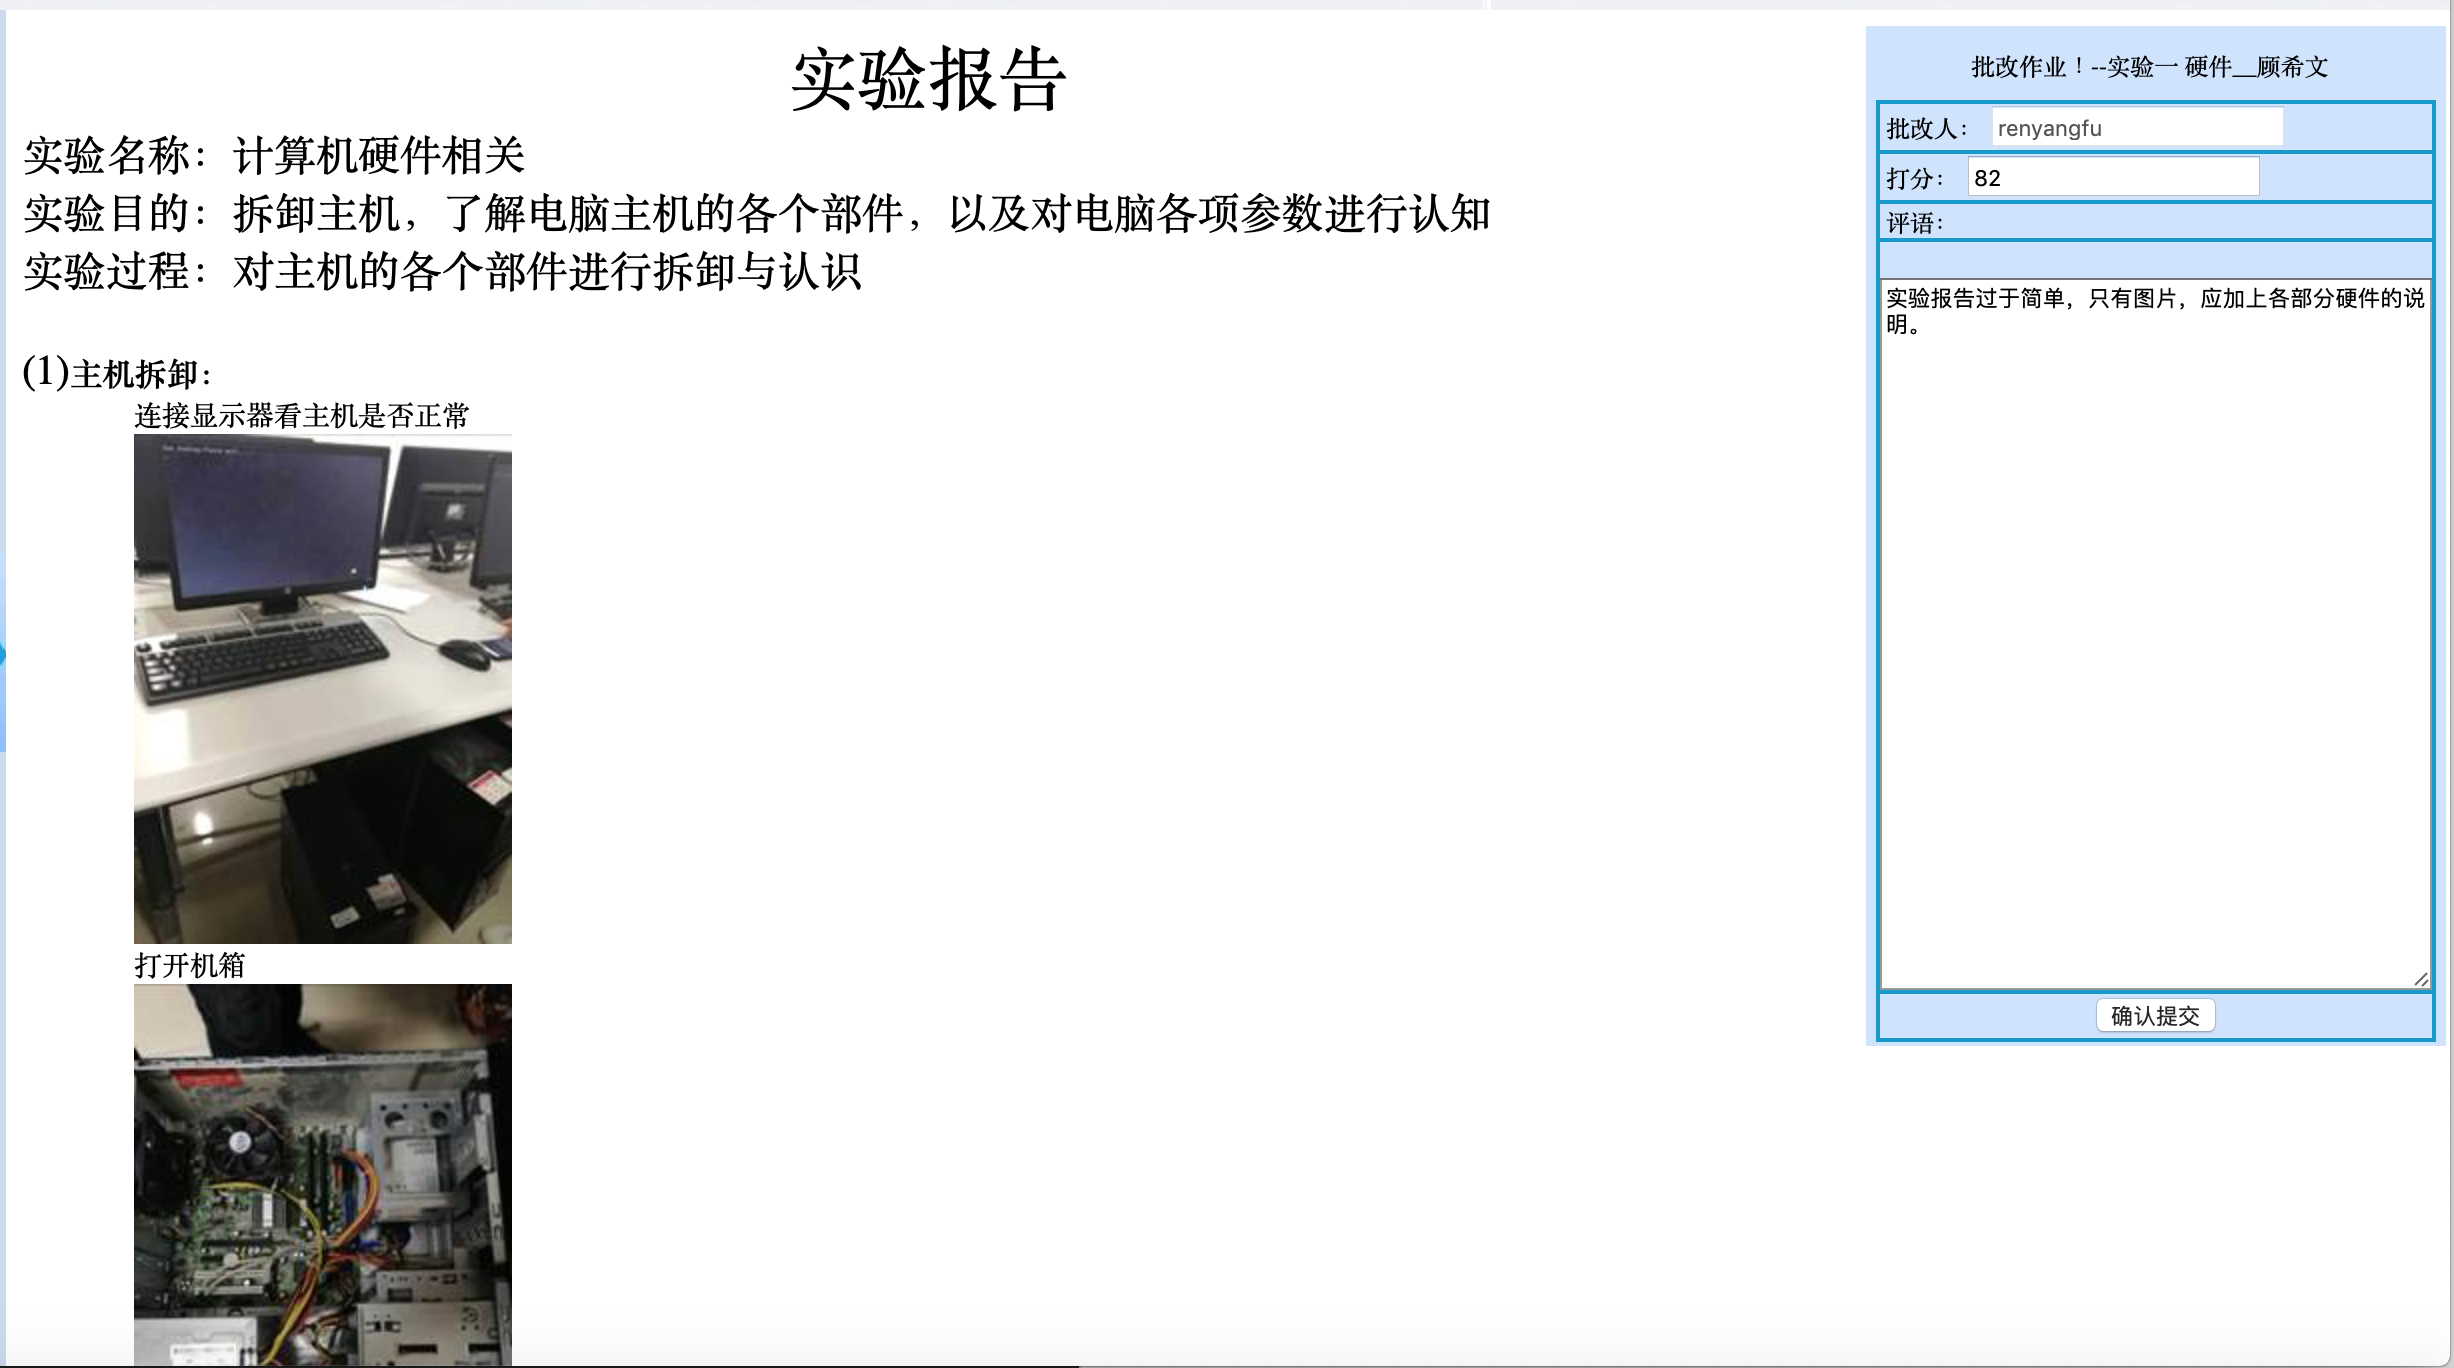 实验报告
实验名称：计算机硬件相关
实验目的：拆卸主机，了解电脑主机的各个部件，以及对电脑各项参数进行认知
实验过程：对主机的各个部件进行拆卸与认识
(1)主机拆卸：
连接显示器看主机是否正常
打开机箱
批改作业！--实验一 硬件__顾希文
批改人： renyangfu
打分： 82
评语：
实验报告过于简单，只有图片，应加上各部分硬件的说
明。
确认提交